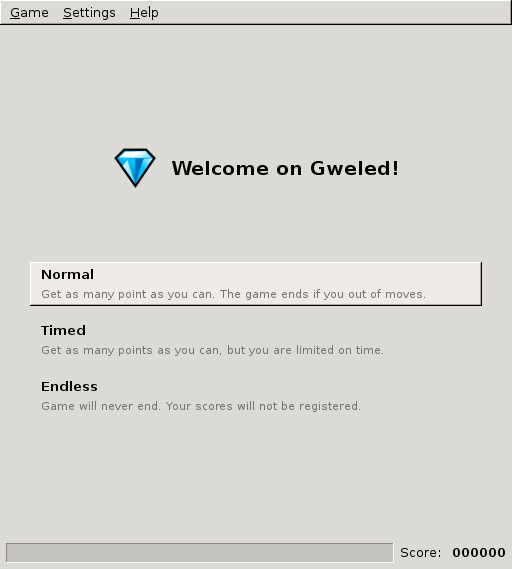 Game Settings Help
Welcome on Gweled!
Normal
Get as many point as you can. The game ends if you out of moves.
Timed
Get as many points as you can, but you are limited on time.
Endless
Game will never end. Your scores will not be registered.
Score: 000000